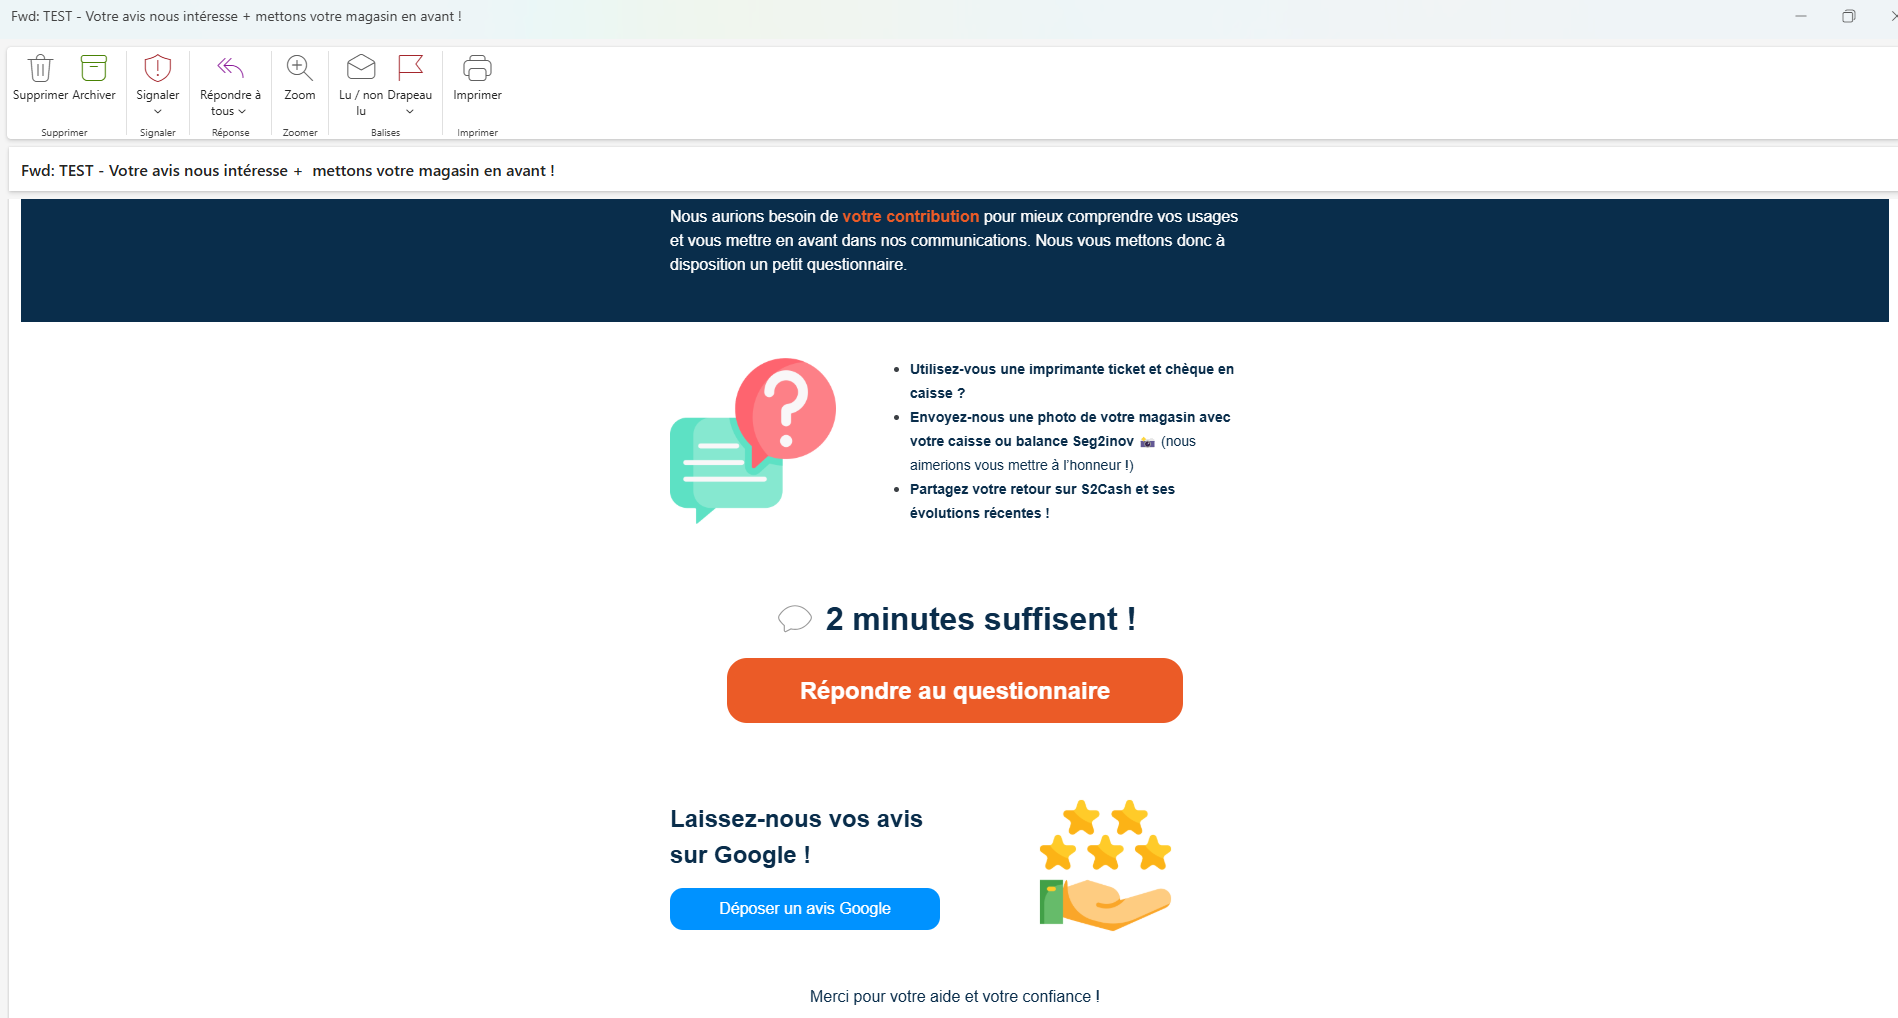 Fwd: TEST - Votre avis nous intéresse + mettons votre magasin en avant !
Supprimer
Archiver
Signaler
Répondre à
tous
Zoom
Lu / non
lu
Drapeau
Imprimer
Supprimer
Signaler
Réponse
Zoomer
Balises
Imprimer
Fwd: TEST - Votre avis nous intéresse + mettons votre magasin en avant !
Nous aurions besoin de votre contribution pour mieux comprendre vos usages
et vous mettre en avant dans nos communications. Nous vous mettons donc à
disposition un petit questionnaire.
• Utilisez-vous une imprimante ticket et chèque en
caisse ?
• Envoyez-nous une photo de votre magasin avec
votre caisse ou balance Seg2inov 📸 (nous
aimerions vous mettre à l'honneur !)
• Partagez votre retour sur S2Cash et ses
évolutions récentes !
💬 2 minutes suffisent !
Répondre au questionnaire
Laissez-nous vos avis
sur Google !
Déposer un avis Google
Merci pour votre aide et votre confiance !